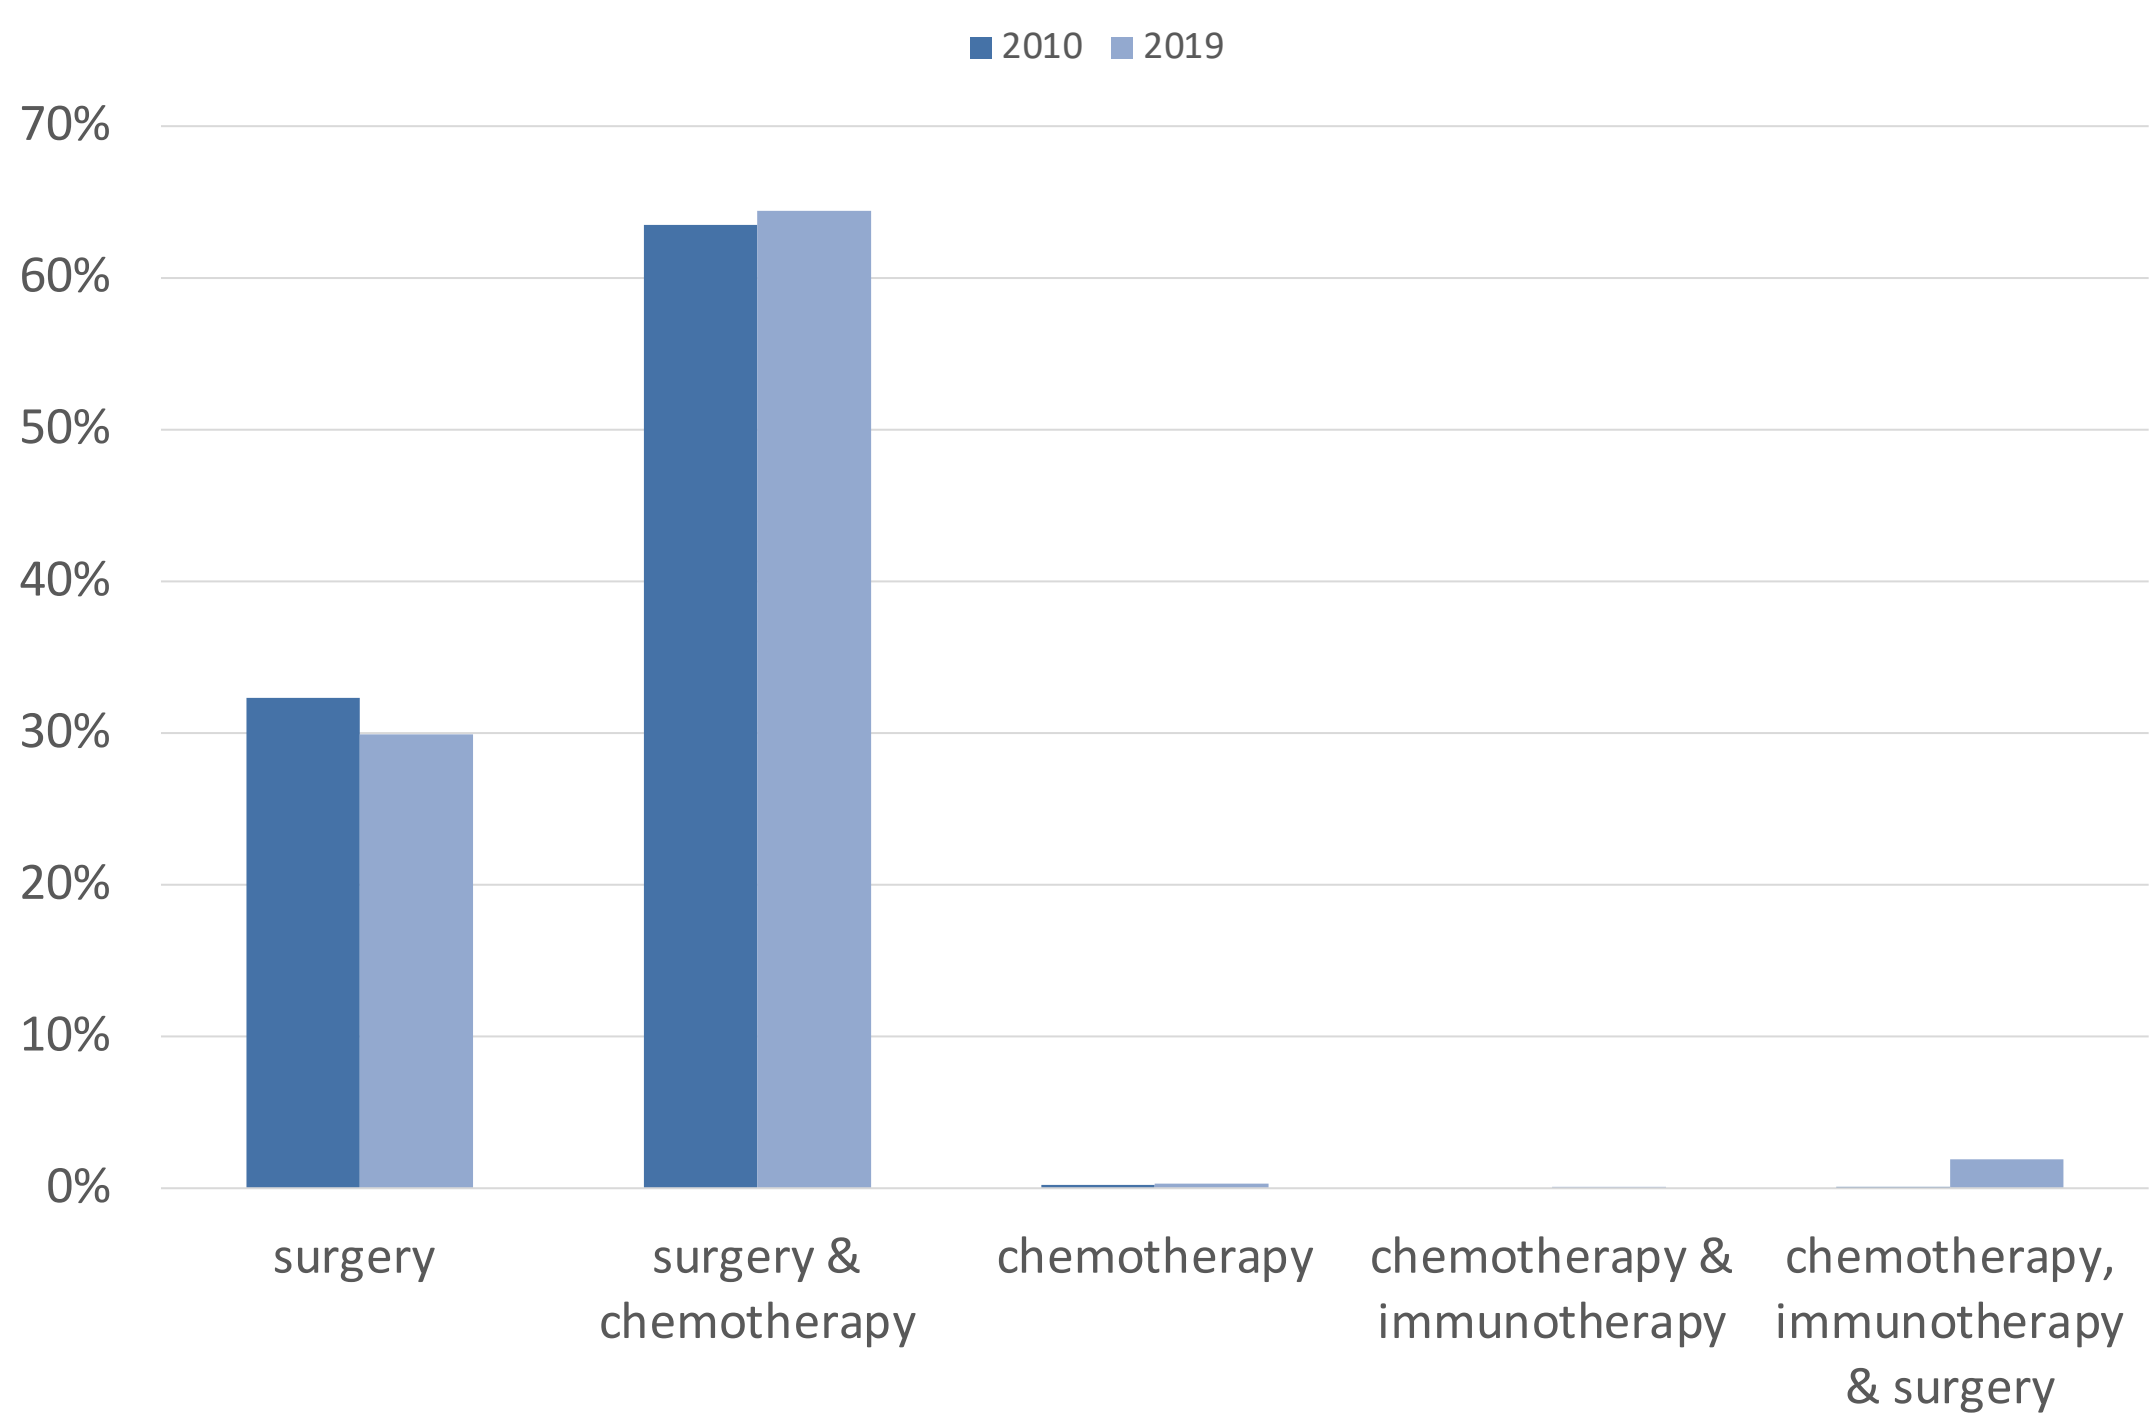 2010 2019
70%
60%
50%
40%
30%
20%
10%
0%
surgery
surgery &
chemotherapy
chemotherapy
chemotherapy &
immunotherapy
chemotherapy,
immunotherapy
& surgery